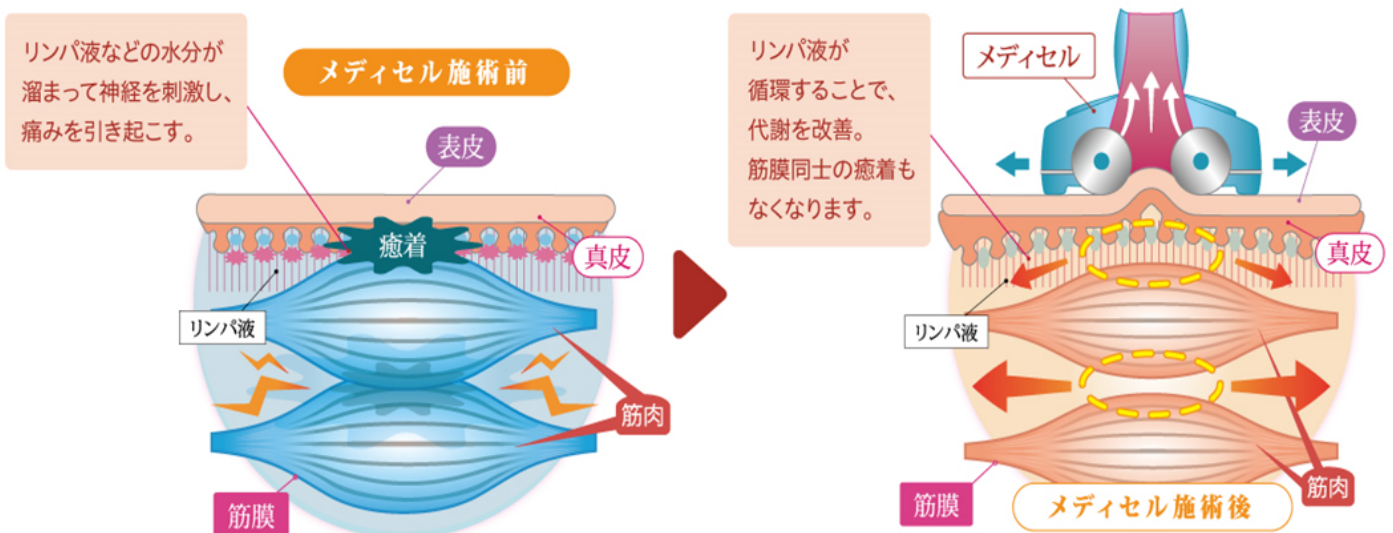 リンパ液などの水分が
溜まって神経を刺激し、
痛みを引き起こす。
メディセル施術前
表皮
癒着
真皮
リンパ液
筋肉
筋膜
リンパ液が
循環することで、
代謝を改善。
筋膜同士の癒着も
なくなります。
メディセル
表皮
真皮
リンパ液
筋肉
筋膜
メディセル施術後